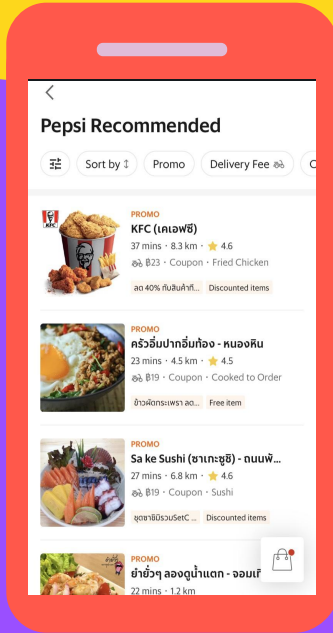 Pepsi Recommended
Sort by
Promo
Delivery Fee
KFC
PROMO
KFC (เคเอฟซี)
37 mins · 8.3 km · 4.6
฿23 · Coupon · Fried Chicken
ลด 40% กับสินค้าที่... Discounted items
PROMO
ครัวอิ่มปากอิ่มท้อง - หนองหิน
23 mins · 4.5 km · 4.5
฿19 · Coupon · Cooked to Order
ข้าวผัดกระเพรา ลด... Free item
PROMO
Sa ke Sushi (ซาเกะซูชิ) - ถนนพั...
27 mins · 6.8 km · 4.6
฿19 · Coupon · Sushi
ชุดซาชิมิรวมSetC ... Discounted items
PROMO
ยำยั่วๆ ลองดูน้ำแตก - จอมเ
22 mins · 1.2 km